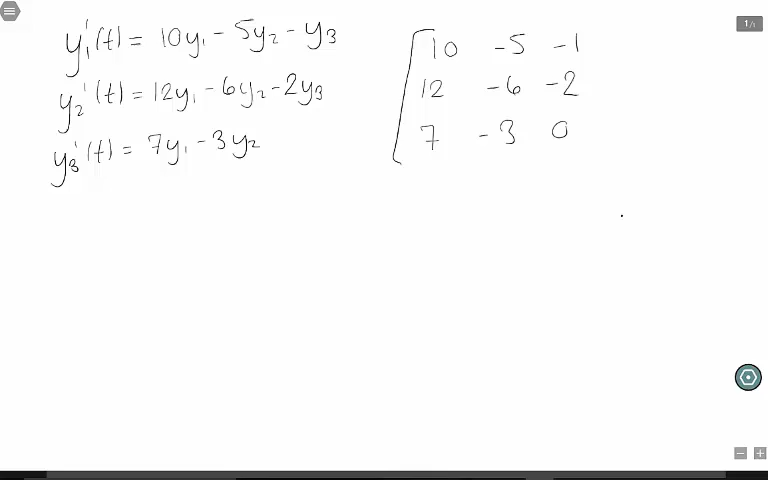 y₁'(t) = 10y₁ - 5y₂ - y₃
y₂'(t) = 12y₁ - 6y₂ - 2y₃
y₃'(t) = 7y₁ - 3y₂
[10 -5 -1
12 -6 -2
7 -3 0
1/1